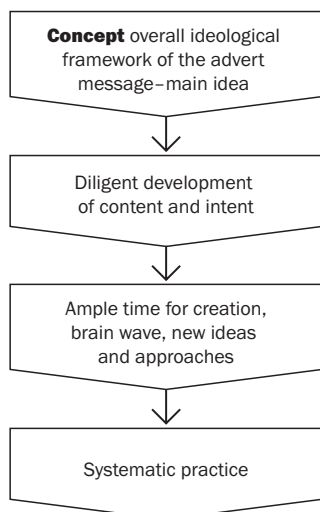 Concept overall ideological
framework of the advert
message–main idea
Diligent development
of content and intent
Ample time for creation,
brain wave, new ideas
and approaches
Systematic practice